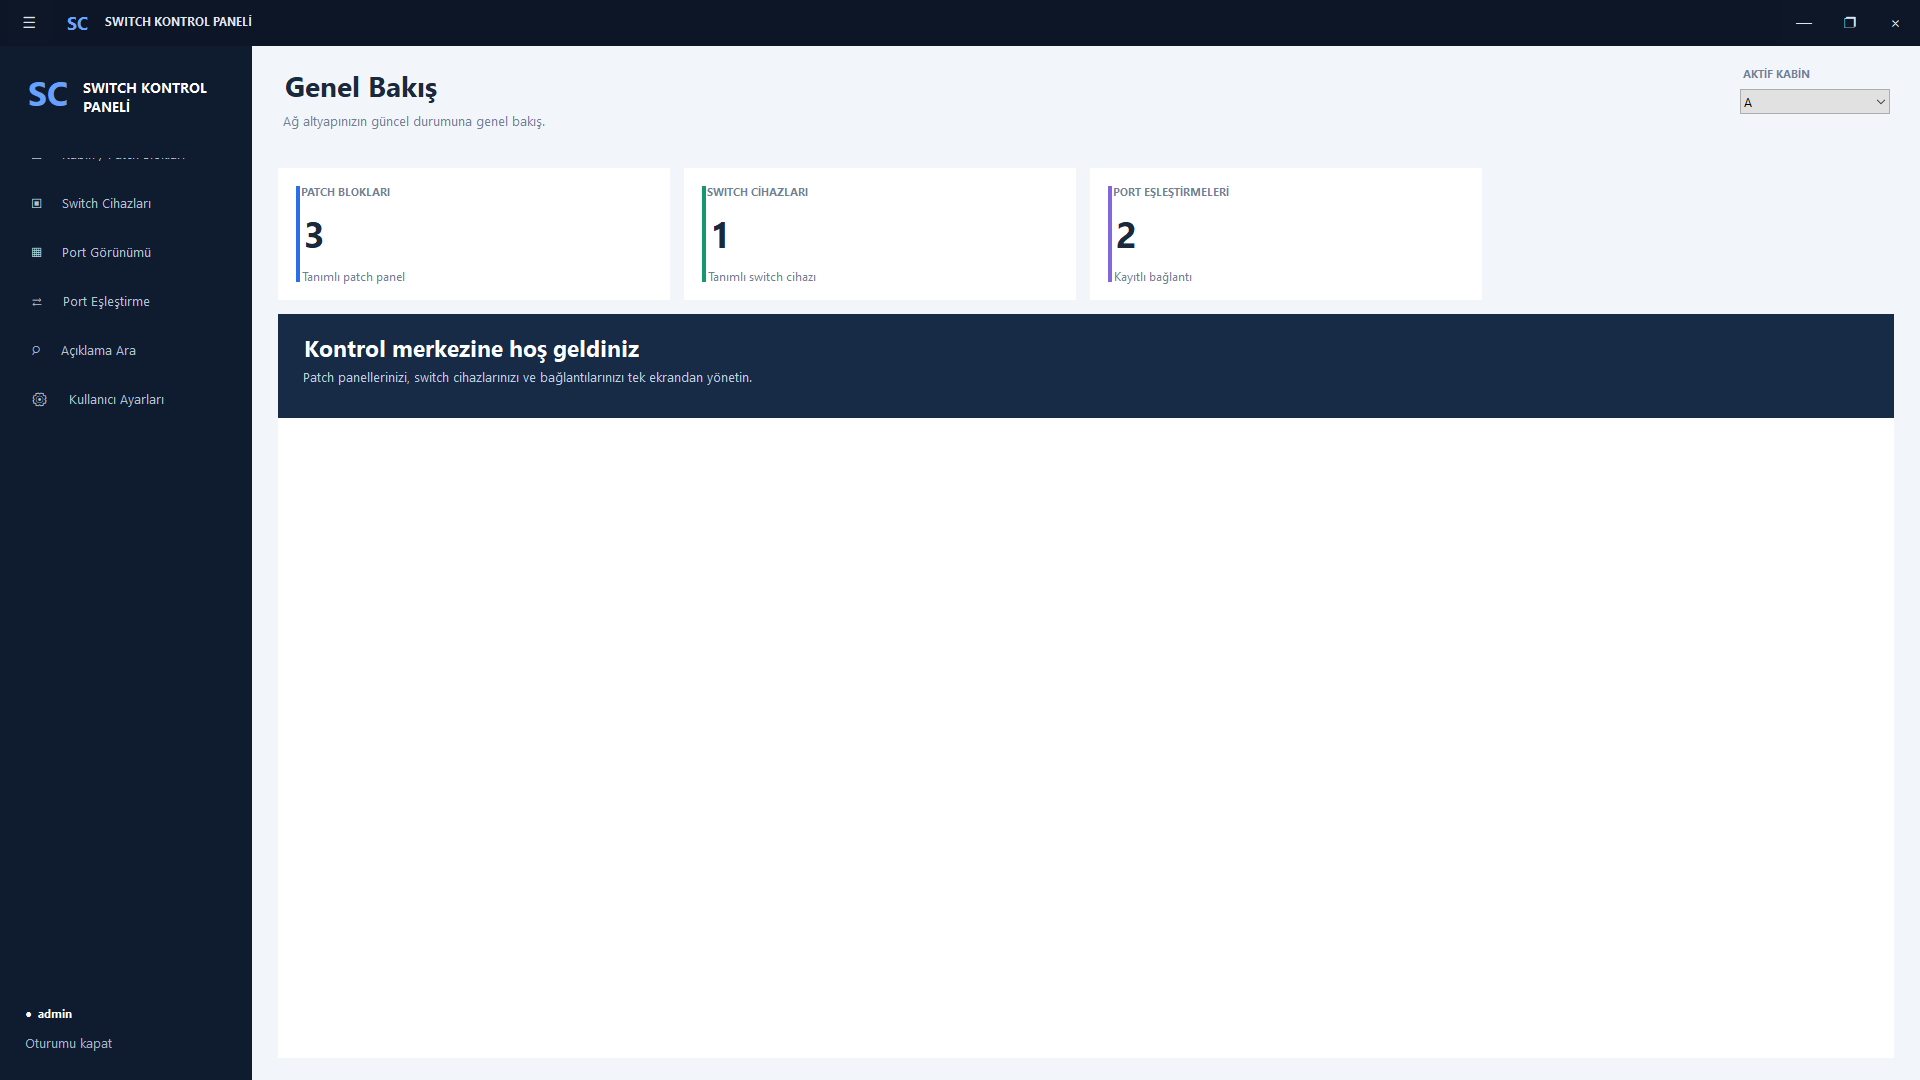 SC SWITCH KONTROL PANELİ
SC SWITCH KONTROL
PANELİ
Switch Cihazları
Port Görünümü
Port Eşleştirme
Açıklama Ara
Kullanıcı Ayarları
admin
Oturumu kapat
Genel Bakış
Ağ altyapınızın güncel durumuna genel bakış.
AKTİF KABİN
A
PATCH BLOKLARI
3
Tanımlı patch panel
SWITCH CİHAZLARI
1
Tanımlı switch cihazı
PORT EŞLEŞTİRMELERİ
2
Kayıtlı bağlantı
Kontrol merkezine hoş geldiniz
Patch panellerinizi, switch cihazlarınızı ve bağlantılarınızı tek ekrandan yönetin.